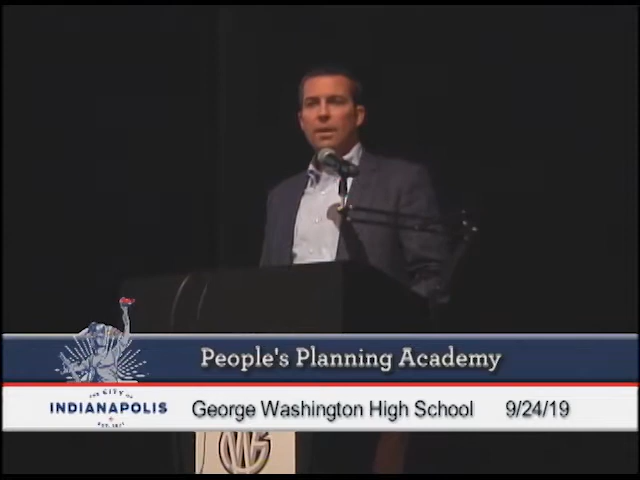 People's Planning Academy
THE CITY OF
INDIANAPOLIS
EST. 1821
George Washington High School 9/24/19